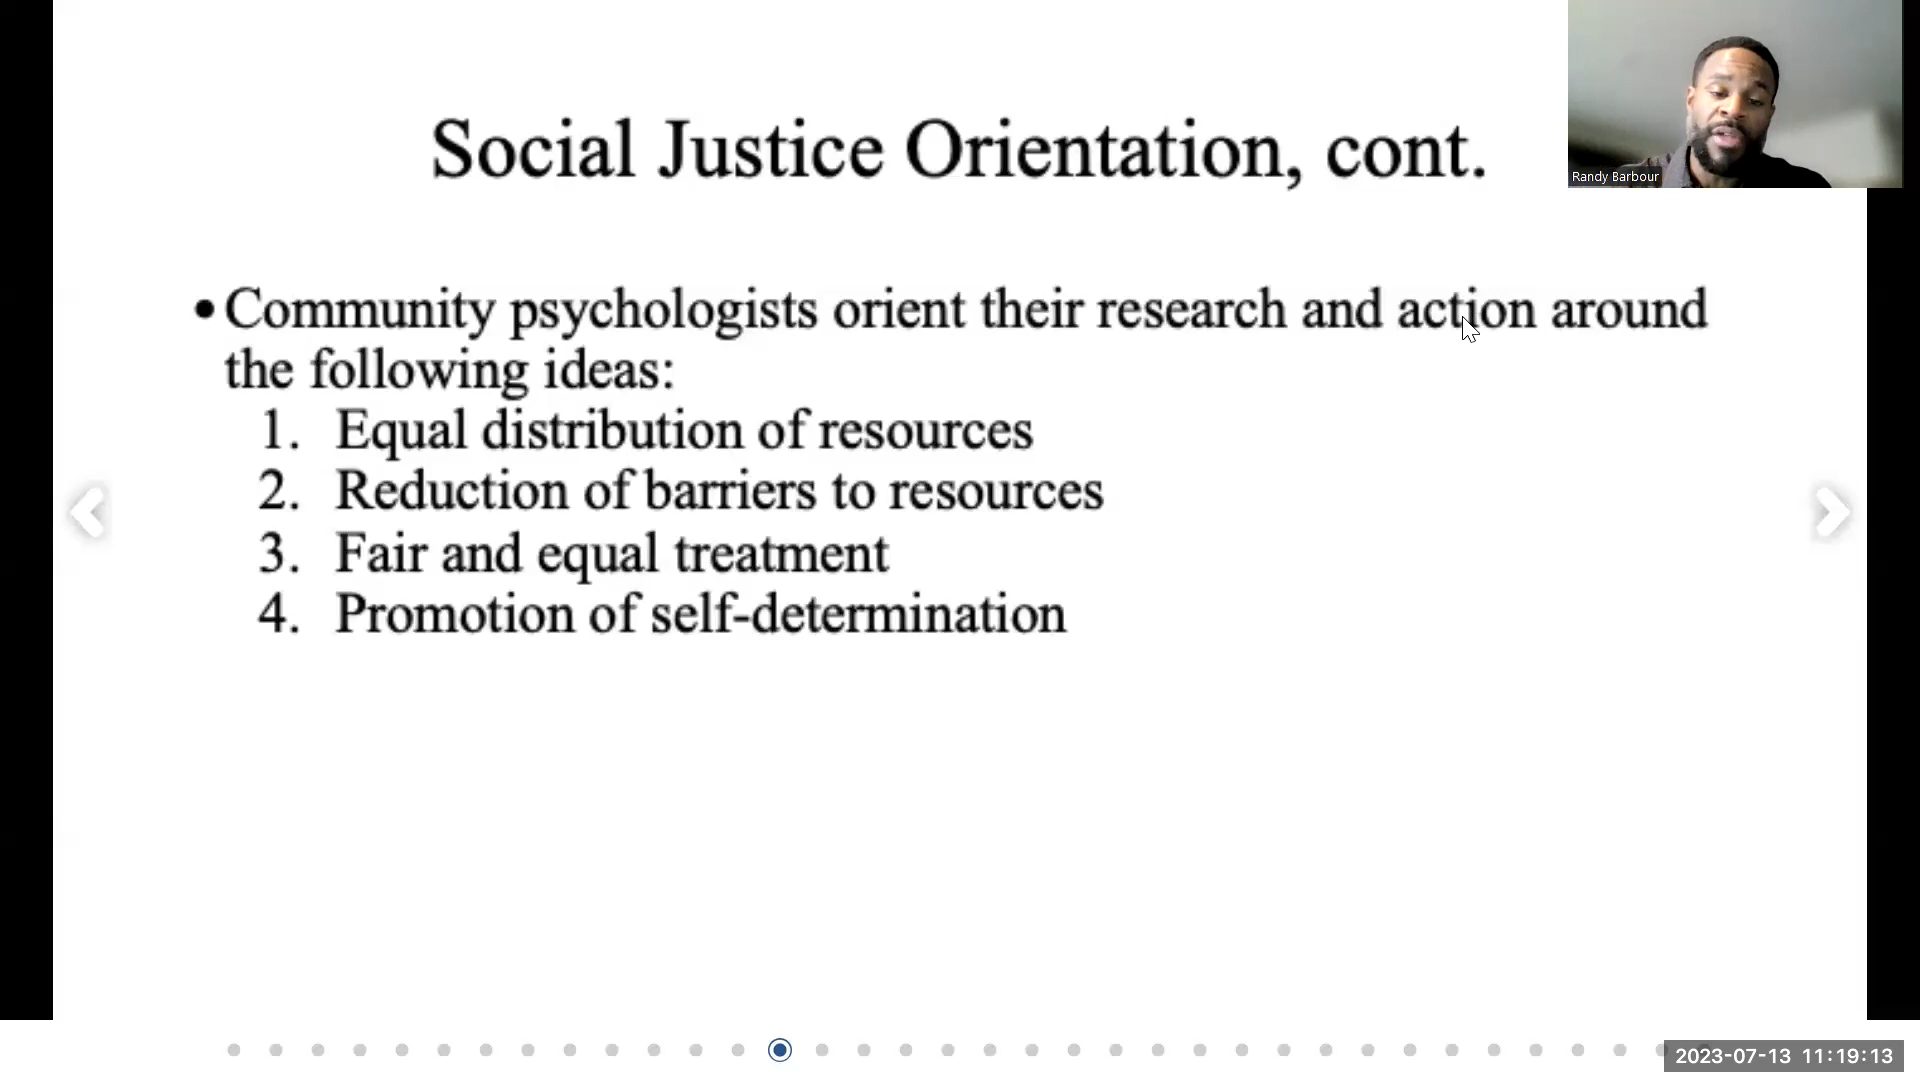 Social Justice Orientation, cont.
Randy Barbour
• Community psychologists orient their research and action around
the following ideas:
1. Equal distribution of resources
2. Reduction of barriers to resources
3. Fair and equal treatment
4. Promotion of self-determination
2023-07-13 11:19:13